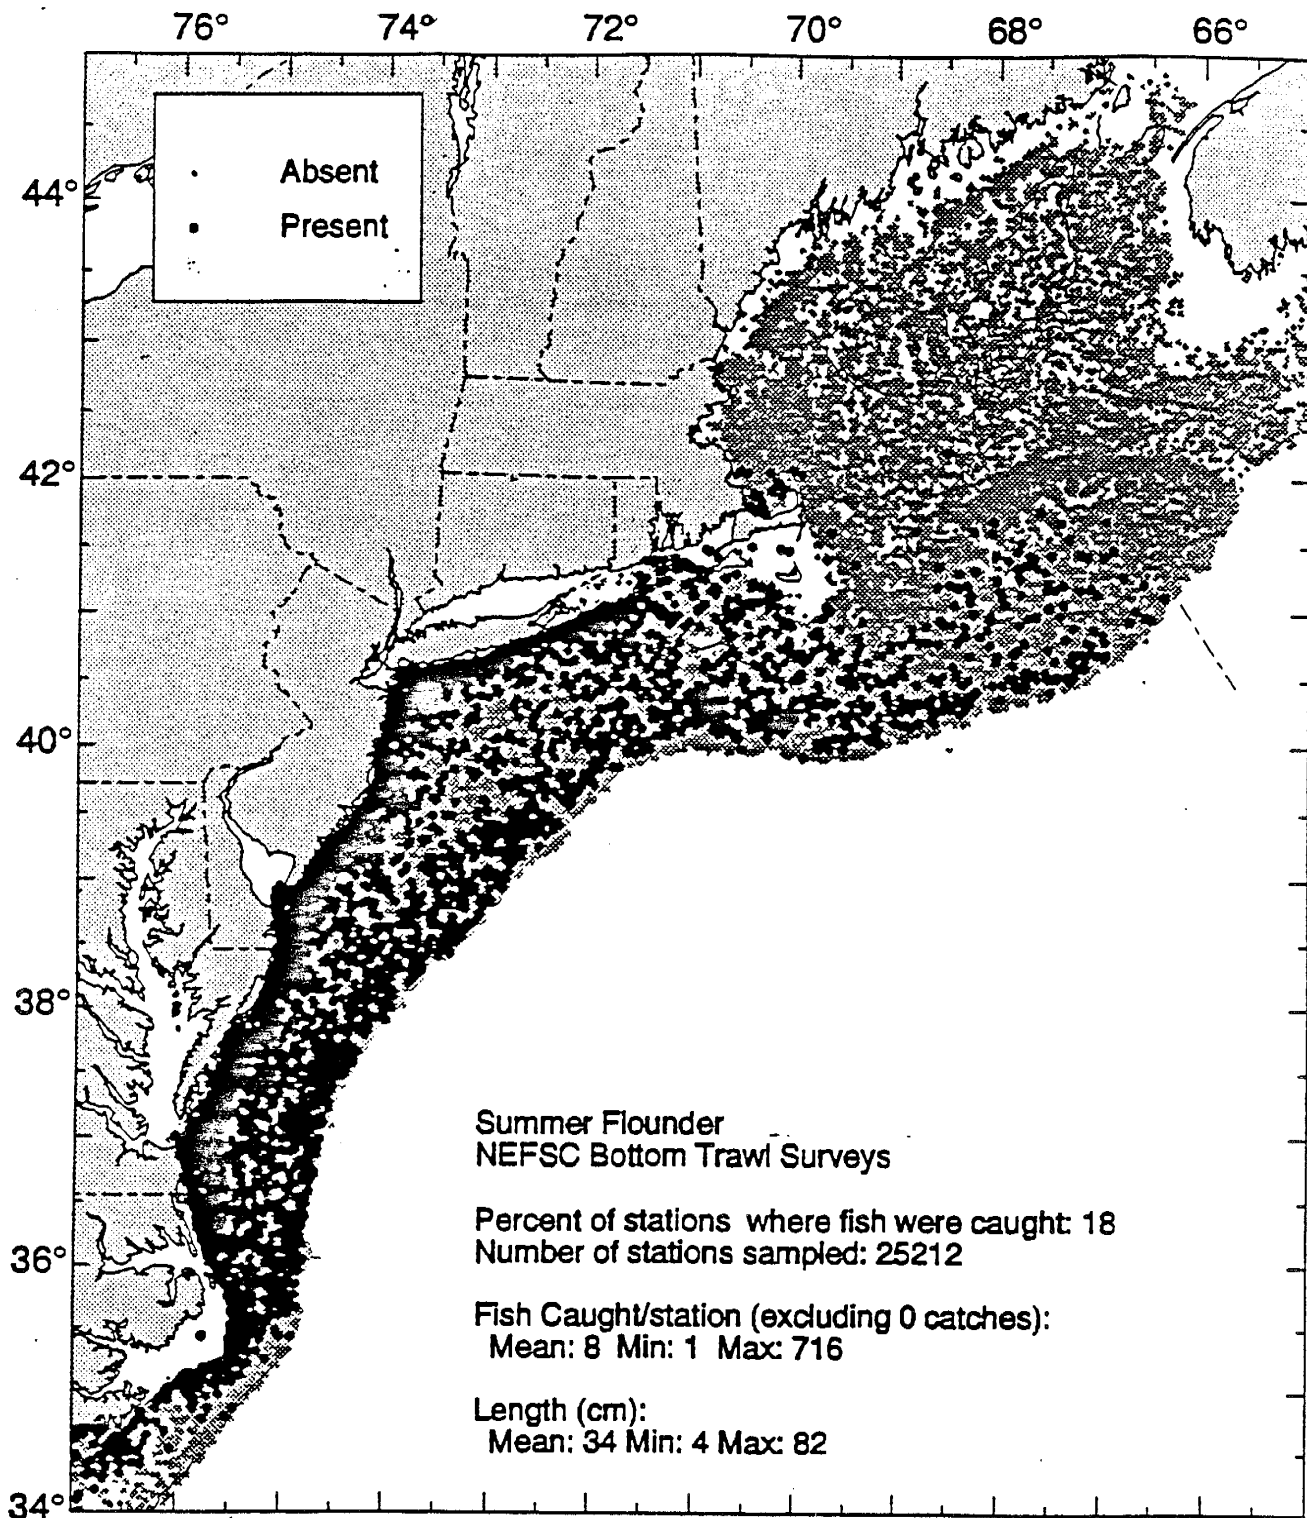 76° 74° 72° 70° 68° 66°
Absent
Present
44°
42°
40°
38°
36°
34°
Summer Flounder
NEFSC Bottom Trawl Surveys
Percent of stations where fish were caught: 18
Number of stations sampled: 25212
Fish Caught/station (excluding 0 catches):
Mean: 8 Min: 1 Max: 716
Length (cm):
Mean: 34 Min: 4 Max: 82